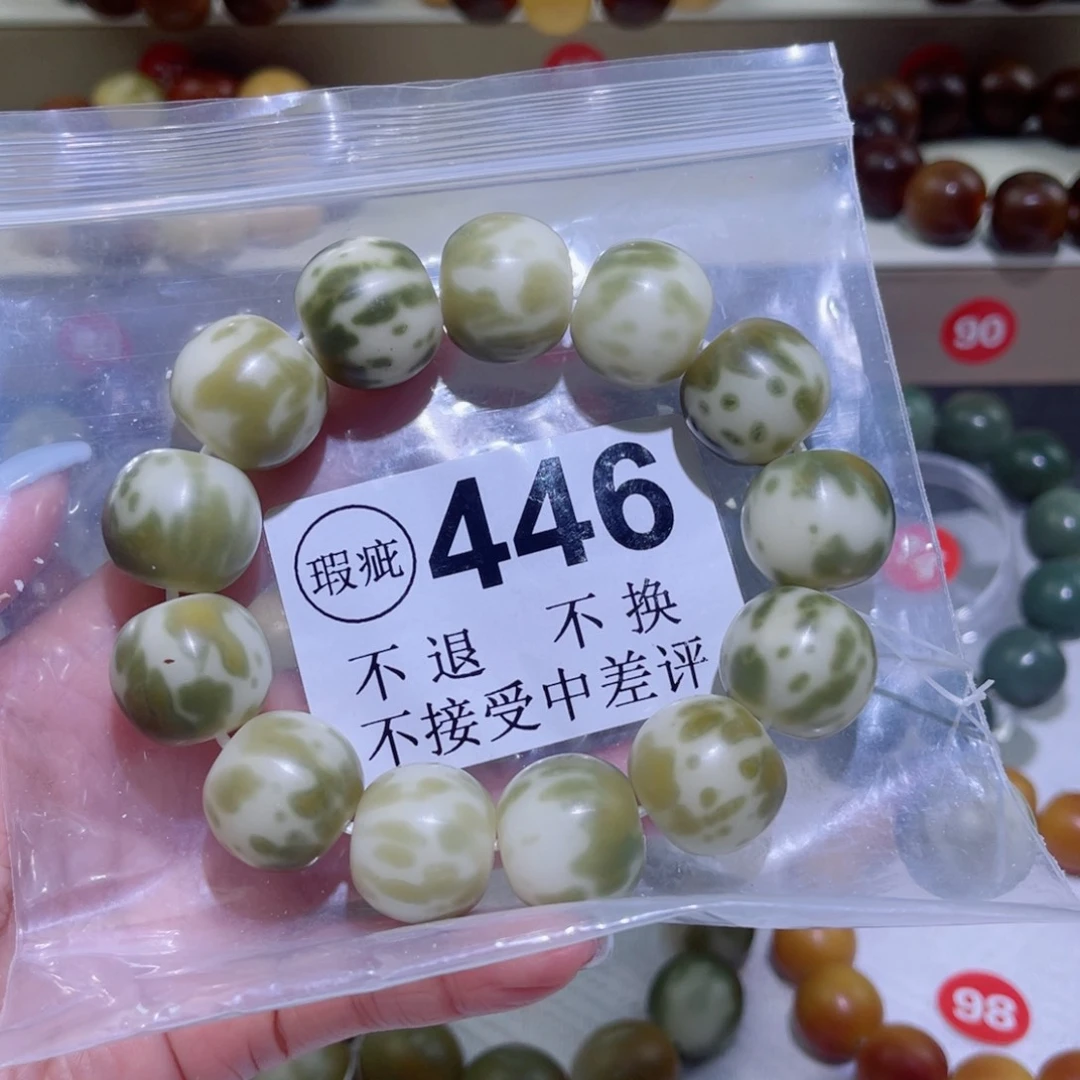 90
瑕疵 446
不退 不换
不接受中差评
98